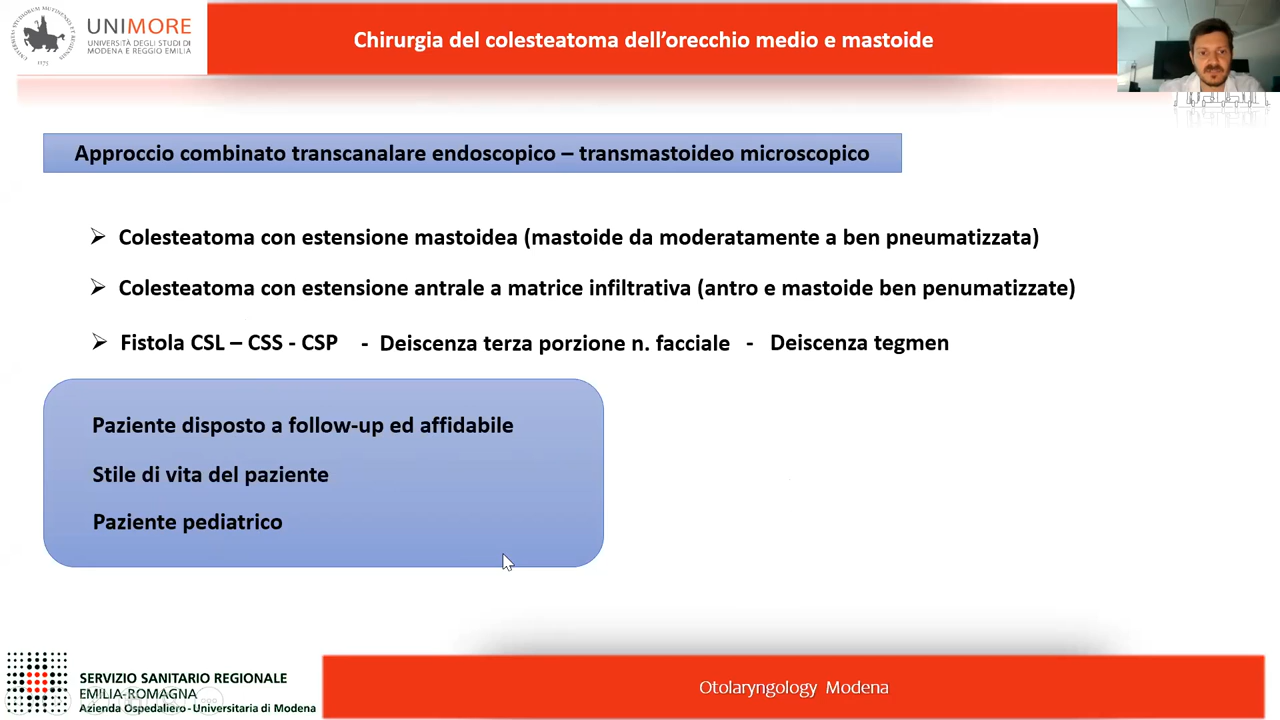 UNIMORE
UNIVERSITÀ DEGLI STUDI DI
MODENA E REGGIO EMILIA
1175
Chirurgia del colesteatoma dell'orecchio medio e mastoide
Approccio combinato transcanalare endoscopico – transmastoideo microscopico
Colesteatoma con estensione mastoidea (mastoide da moderatamente a ben pneumatizzata)
Colesteatoma con estensione antrale a matrice infiltrativa (antro e mastoide ben penumatizzate)
Fistola CSL – CSS - CSP - Deiscenza terza porzione n. facciale - Deiscenza tegmen
Paziente disposto a follow-up ed affidabile
Stile di vita del paziente
Paziente pediatrico
SERVIZIO SANITARIO REGIONALE
EMILIA-ROMAGNA
Azienda Ospedaliero - Universitaria di Modena
Otolaryngology Modena